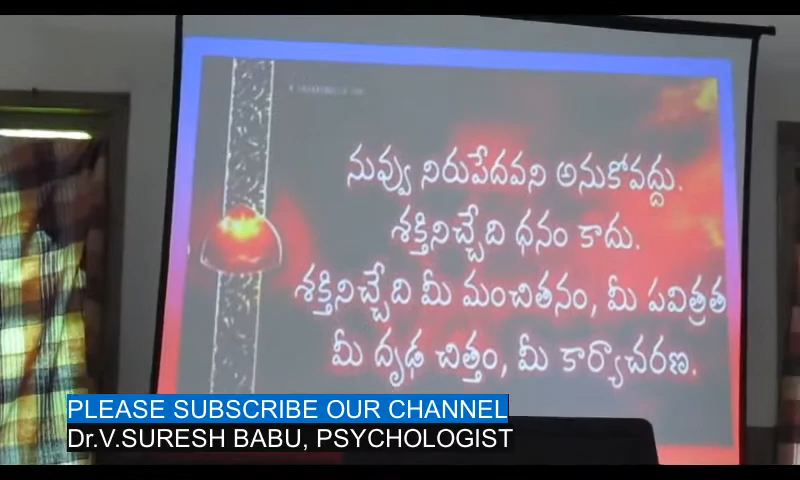 నువ్వు నిరుపేదవని అనుకోవద్దు.
శక్తినిచ్చేది ధనం కాదు.
శక్తినిచ్చేది మీ మంచితనం, మీ పవిత్రత
మీ దృఢ చిత్తం, మీ కార్యాచరణ.
PLEASE SUBSCRIBE OUR CHANNEL
Dr.V.SURESH BABU, PSYCHOLOGIST